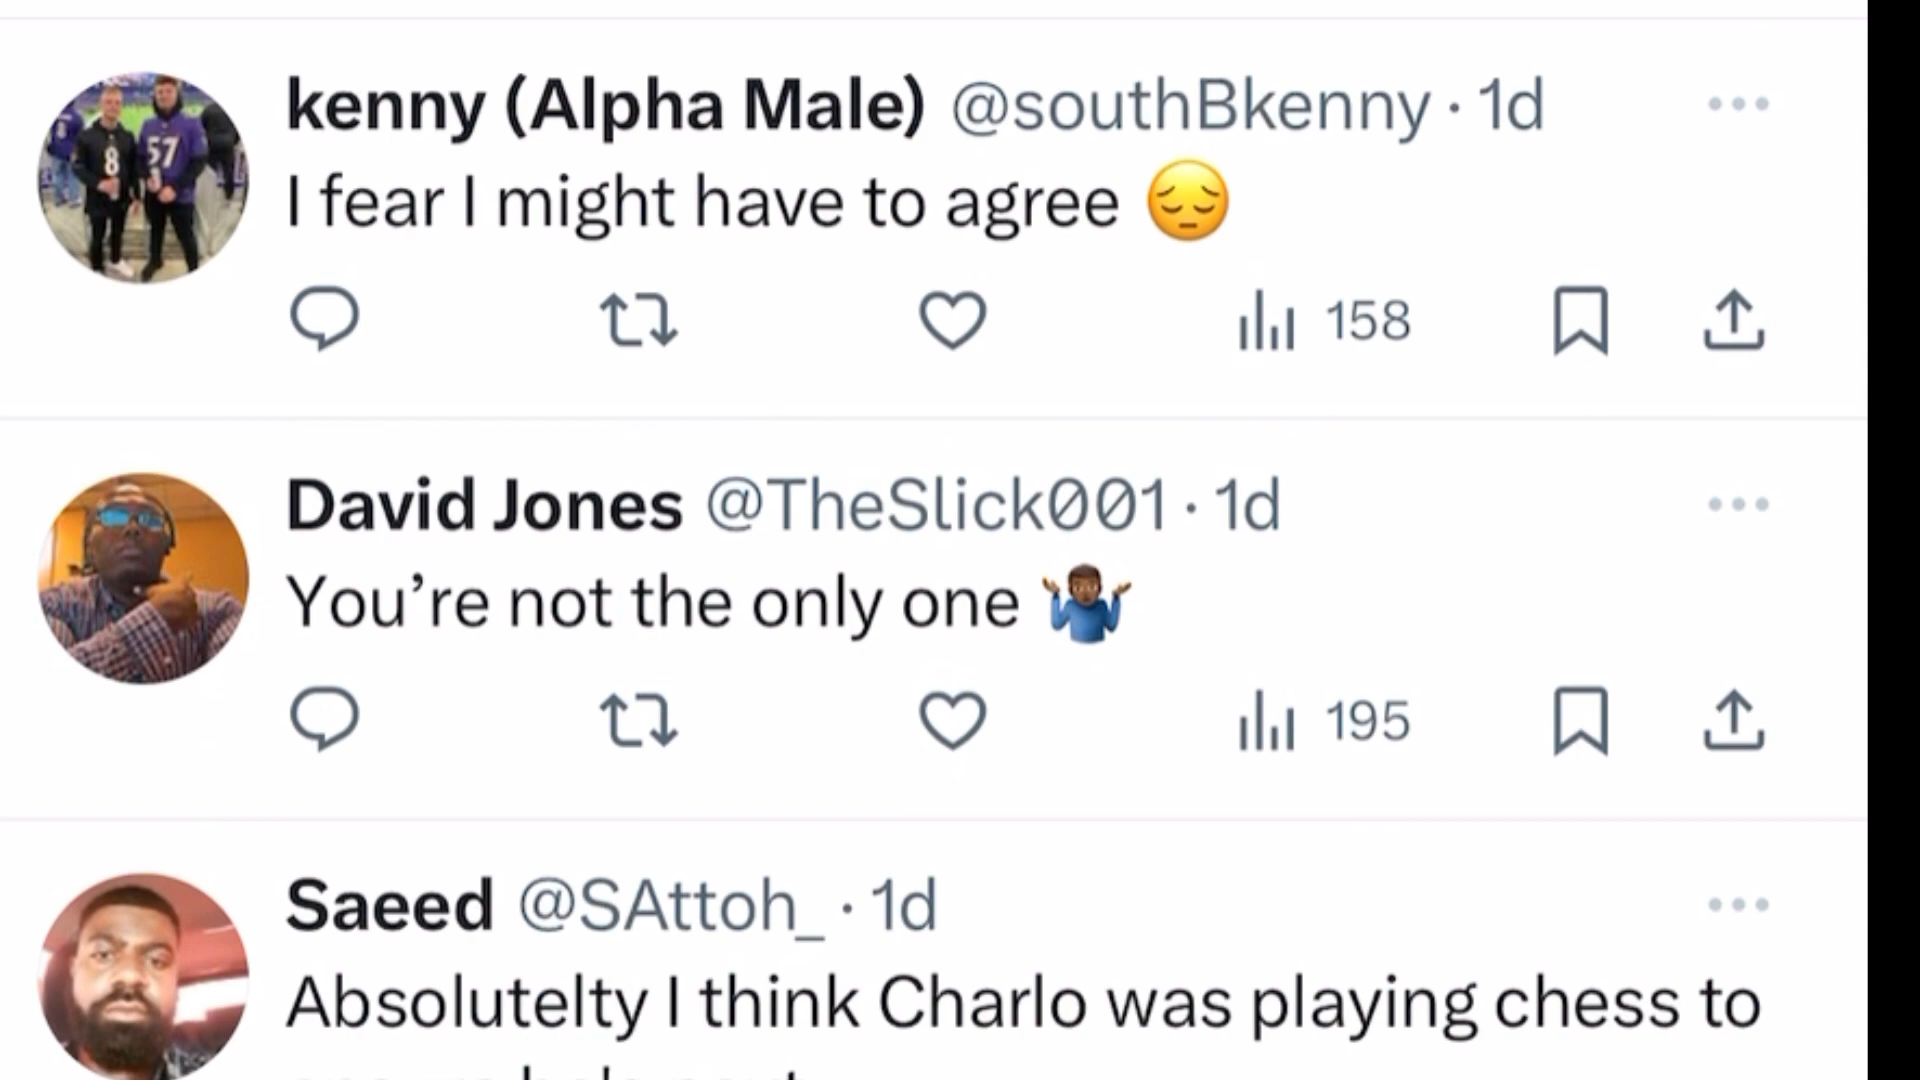 kenny (Alpha Male) @southBkenny · 1d
I fear I might have to agree 😔
158
David Jones @TheSlick001 · 1d
You’re not the only one 🤷🏾‍♂️
195
Saeed @SAttoh_ · 1d
Absolutelty I think Charlo was playing chess to